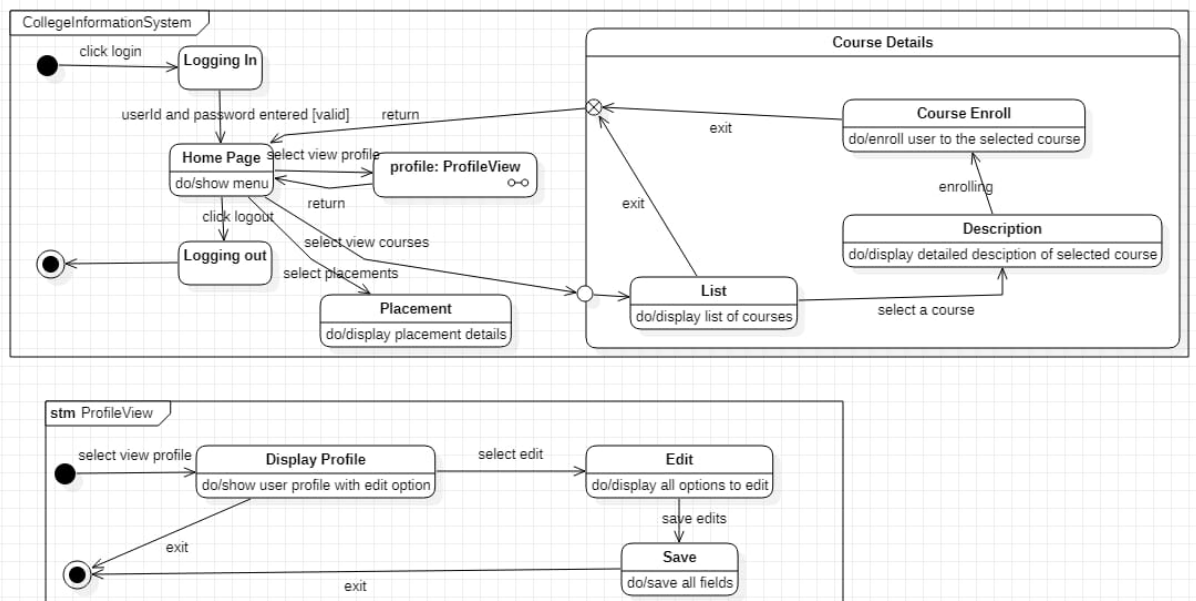 CollegeInformationSystem
click login
Logging In
userId and password entered [valid]
return
Home Page
do/show menu
select view profile
profile: ProfileView
return
click logout
Logging out
select view courses
select placements
Placement
do/display placement details
Course Details
Course Enroll
do/enroll user to the selected course
exit
enrolling
exit
Description
do/display detailed desciption of selected course
List
do/display list of courses
select a course
stm ProfileView
select view profile
Display Profile
do/show user profile with edit option
select edit
Edit
do/display all options to edit
save edits
exit
Save
do/save all fields
exit